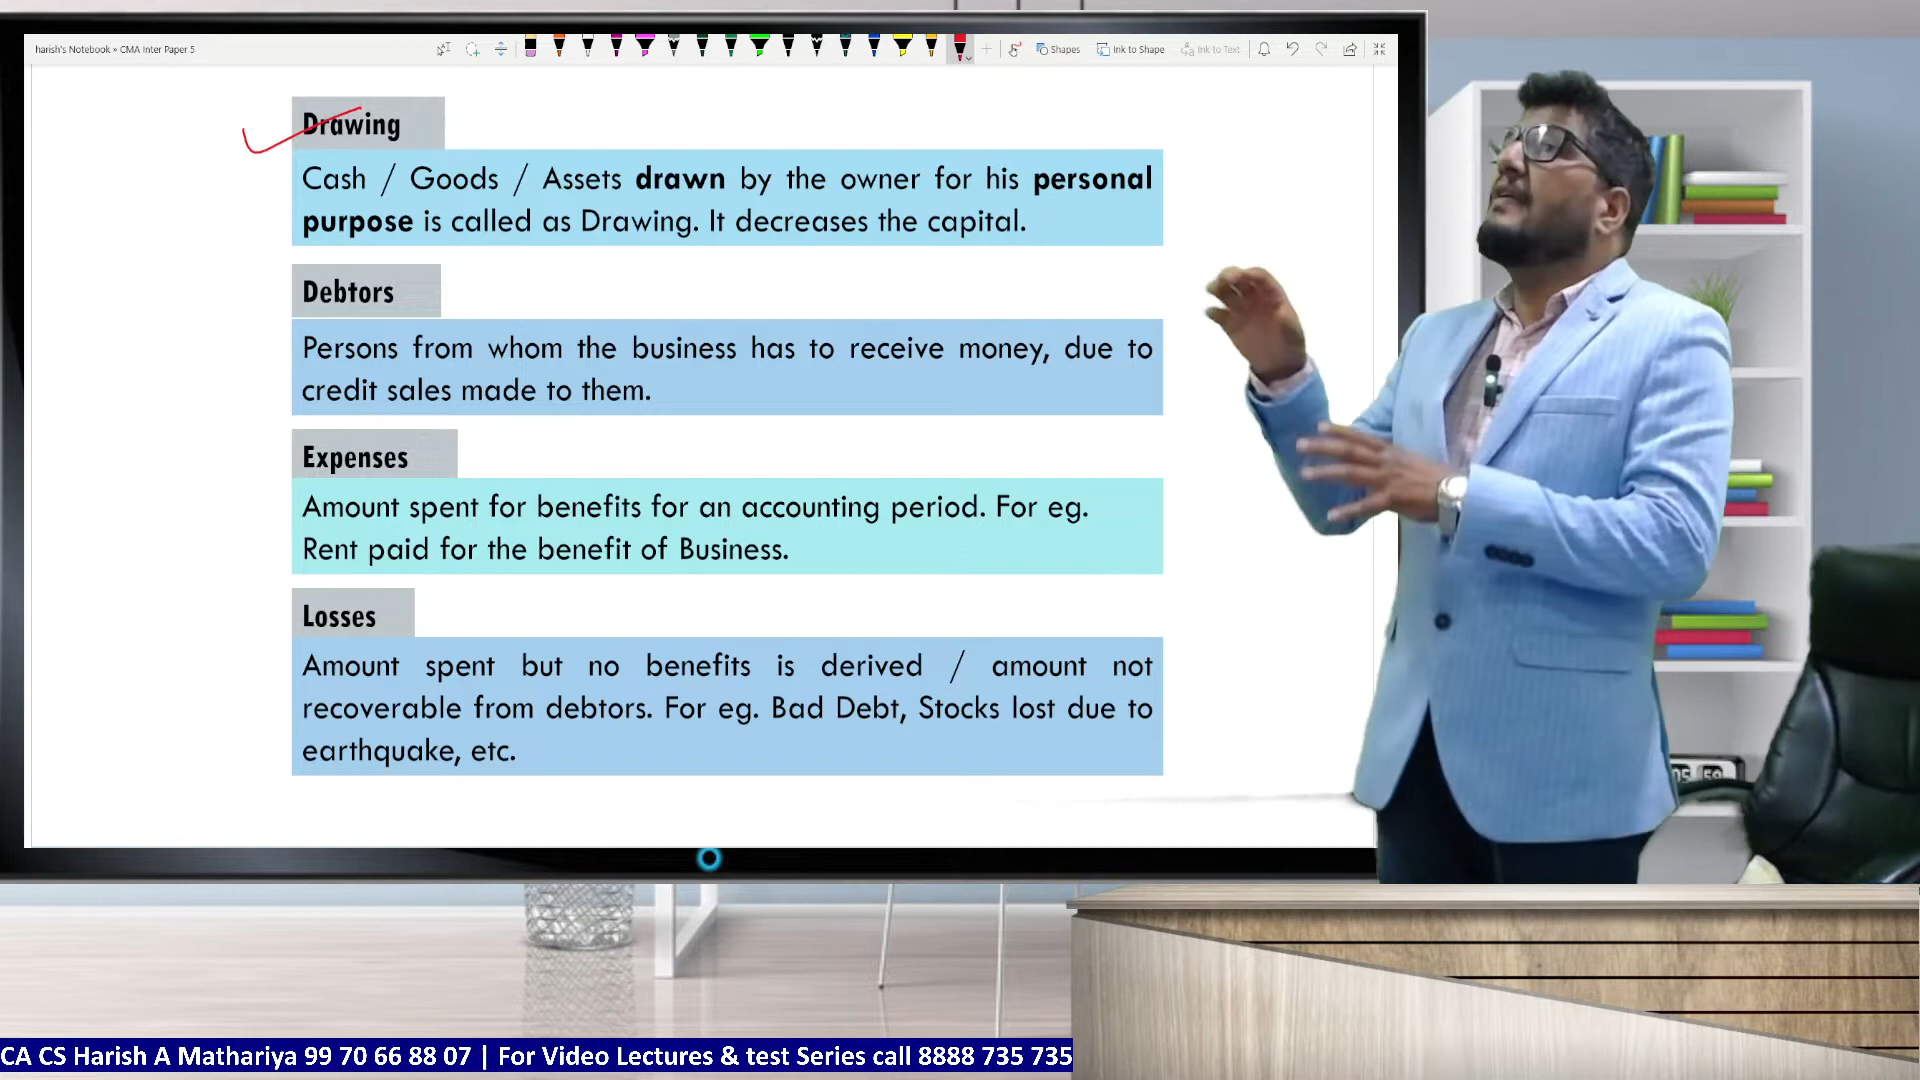 harish's Notebook » CMA Inter Paper 5
Shapes
Ink to Shape
Ink to Text
Drawing
Cash / Goods / Assets drawn by the owner for his personal
purpose is called as Drawing. It decreases the capital.
Debtors
Persons from whom the business has to receive money, due to
credit sales made to them.
Expenses
Amount spent for benefits for an accounting period. For eg.
Rent paid for the benefit of Business.
Losses
Amount spent but no benefits is derived / amount not
recoverable from debtors. For eg. Bad Debt, Stocks lost due to
earthquake, etc.
CA CS Harish A Mathariya 99 70 66 88 07 | For Video Lectures & test Series call 8888 735 735